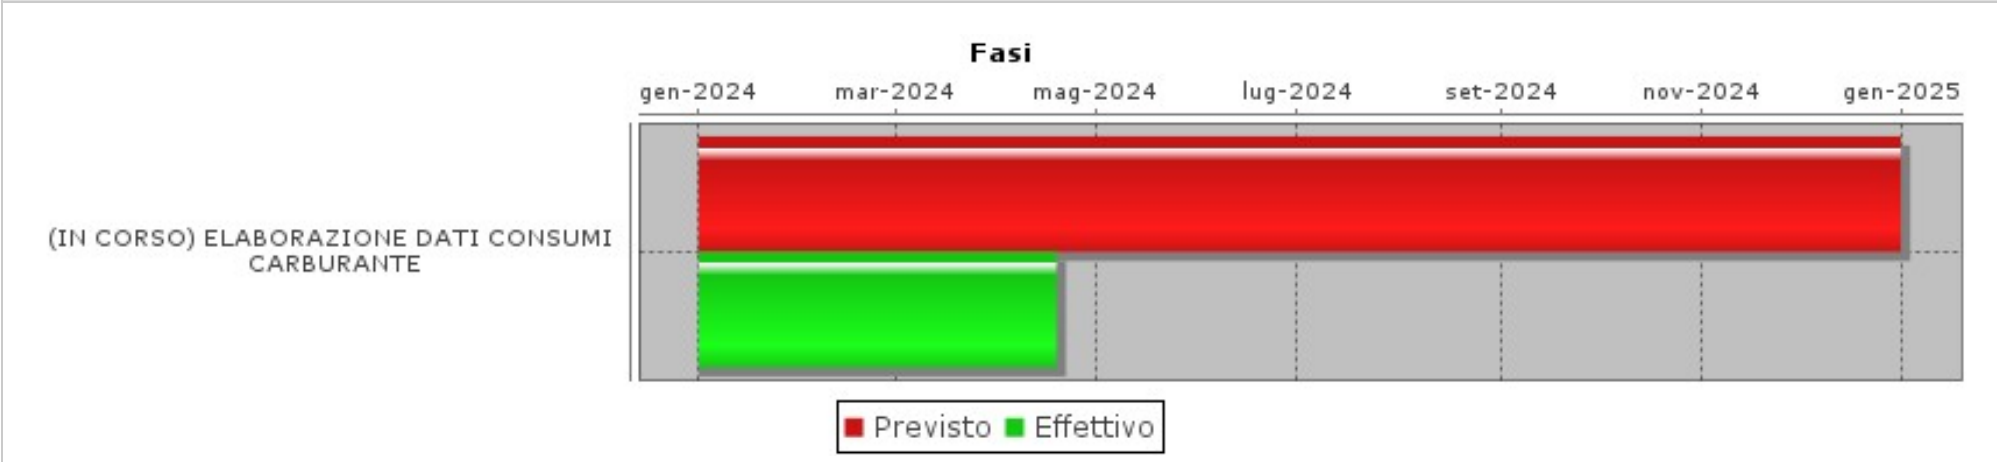 Fasi
gen-2024 mar-2024 mag-2024 lug-2024 set-2024 nov-2024 gen-2025
(IN CORSO) ELABORAZIONE DATI CONSUMI
CARBURANTE
Previsto Effettivo